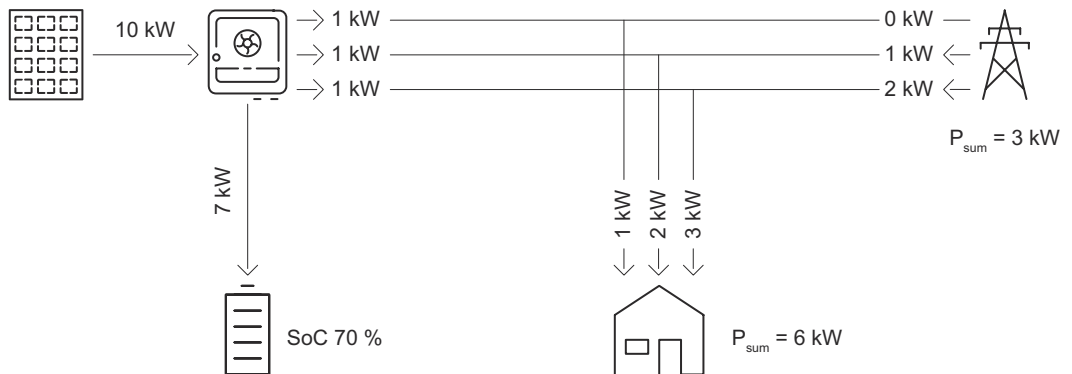 10 kW
1 kW
0 kW
1 kW
1 kW
1 kW
2 kW
P_sum = 3 kW
7 kW
1 kW
2 kW
3 kW
SoC 70 %
P_sum = 6 kW